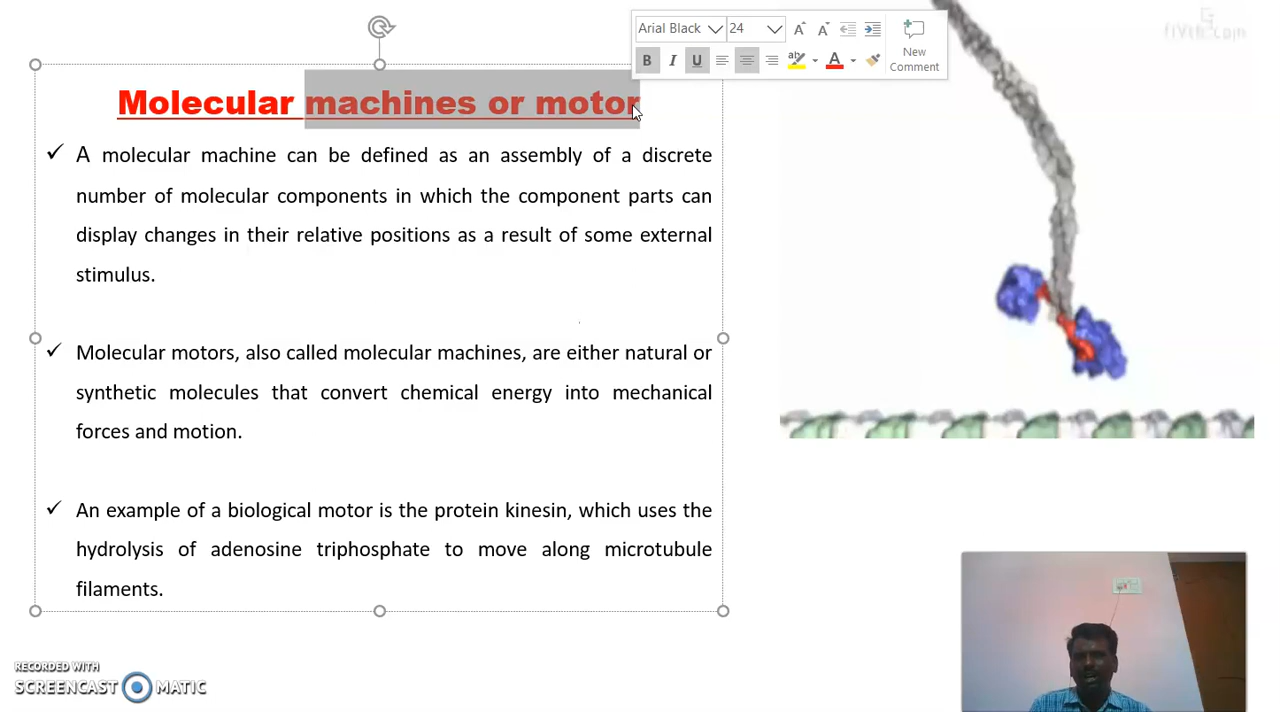 Arial Black 24
B I U
New
Comment
Molecular machines or motor
✓ A molecular machine can be defined as an assembly of a discrete
number of molecular components in which the component parts can
display changes in their relative positions as a result of some external
stimulus.
✓ Molecular motors, also called molecular machines, are either natural or
synthetic molecules that convert chemical energy into mechanical
forces and motion.
✓ An example of a biological motor is the protein kinesin, which uses the
hydrolysis of adenosine triphosphate to move along microtubule
filaments.
RECORDED WITH
SCREENCAST MATIC